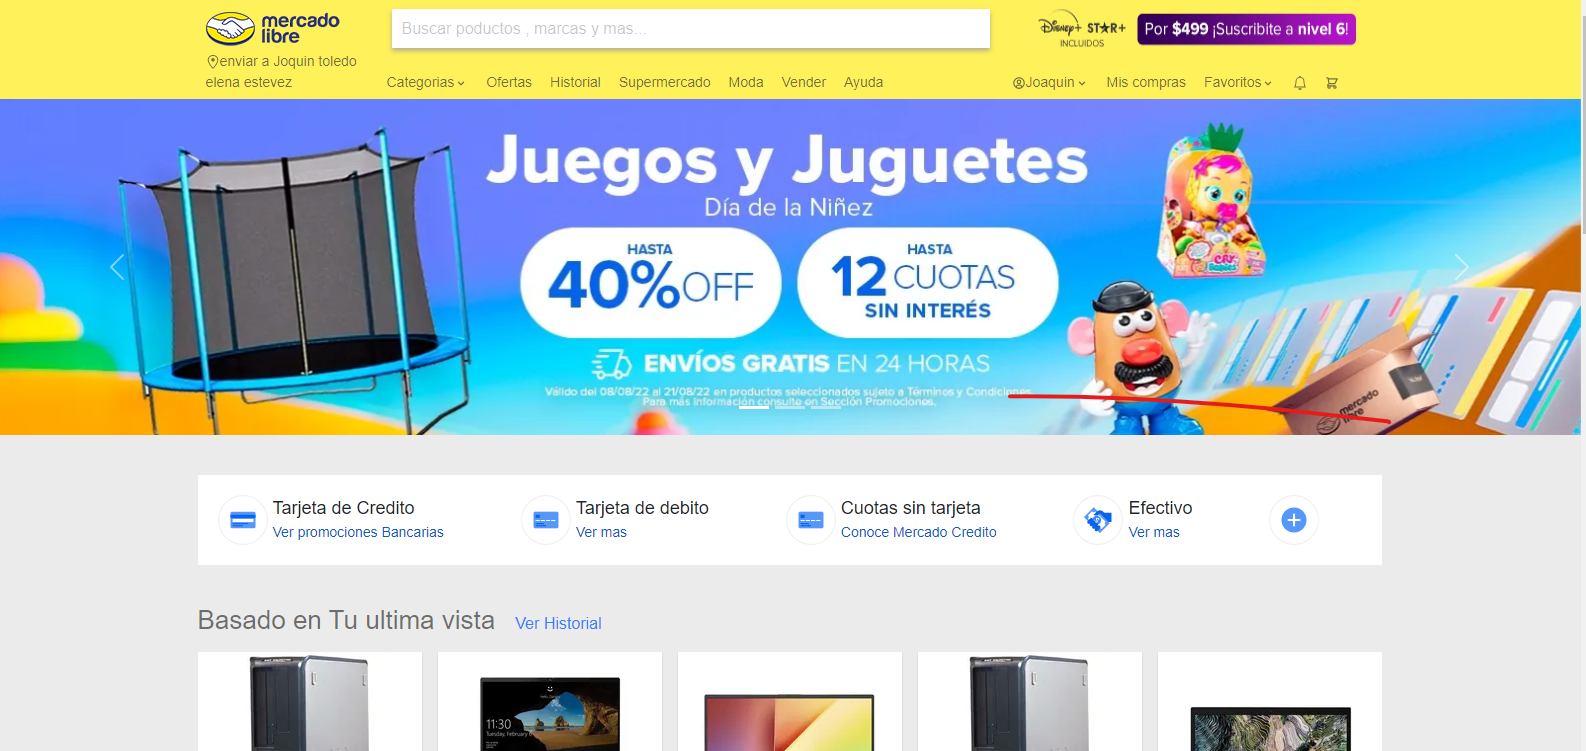 mercado
libre
Buscar poductos , marcas y mas...
Disney+ STAR+
INCLUIDOS
Por $499 ¡Suscribite a nivel 6!
enviar a Joquin toledo
elena estevez
Categorias Ofertas Historial Supermercado Moda Vender Ayuda Joaquin Mis compras Favoritos
Juegos y Juguetes
Día de la Niñez
HASTA
40% OFF
HASTA
12 CUOTAS
SIN INTERÉS
ENVÍOS GRATIS EN 24 HORAS
Válido del 08/08/22 al 21/08/22 en productos seleccionados sujeto a Términos y Condiciones.
Para más información consulte en Sección Promociones.
CRY
Babies
mercado
libre
Tarjeta de Credito
Ver promociones Bancarias
Tarjeta de debito
Ver mas
Cuotas sin tarjeta
Conoce Mercado Credito
Efectivo
Ver mas
Basado en Tu ultima vista Ver Historial
11:30